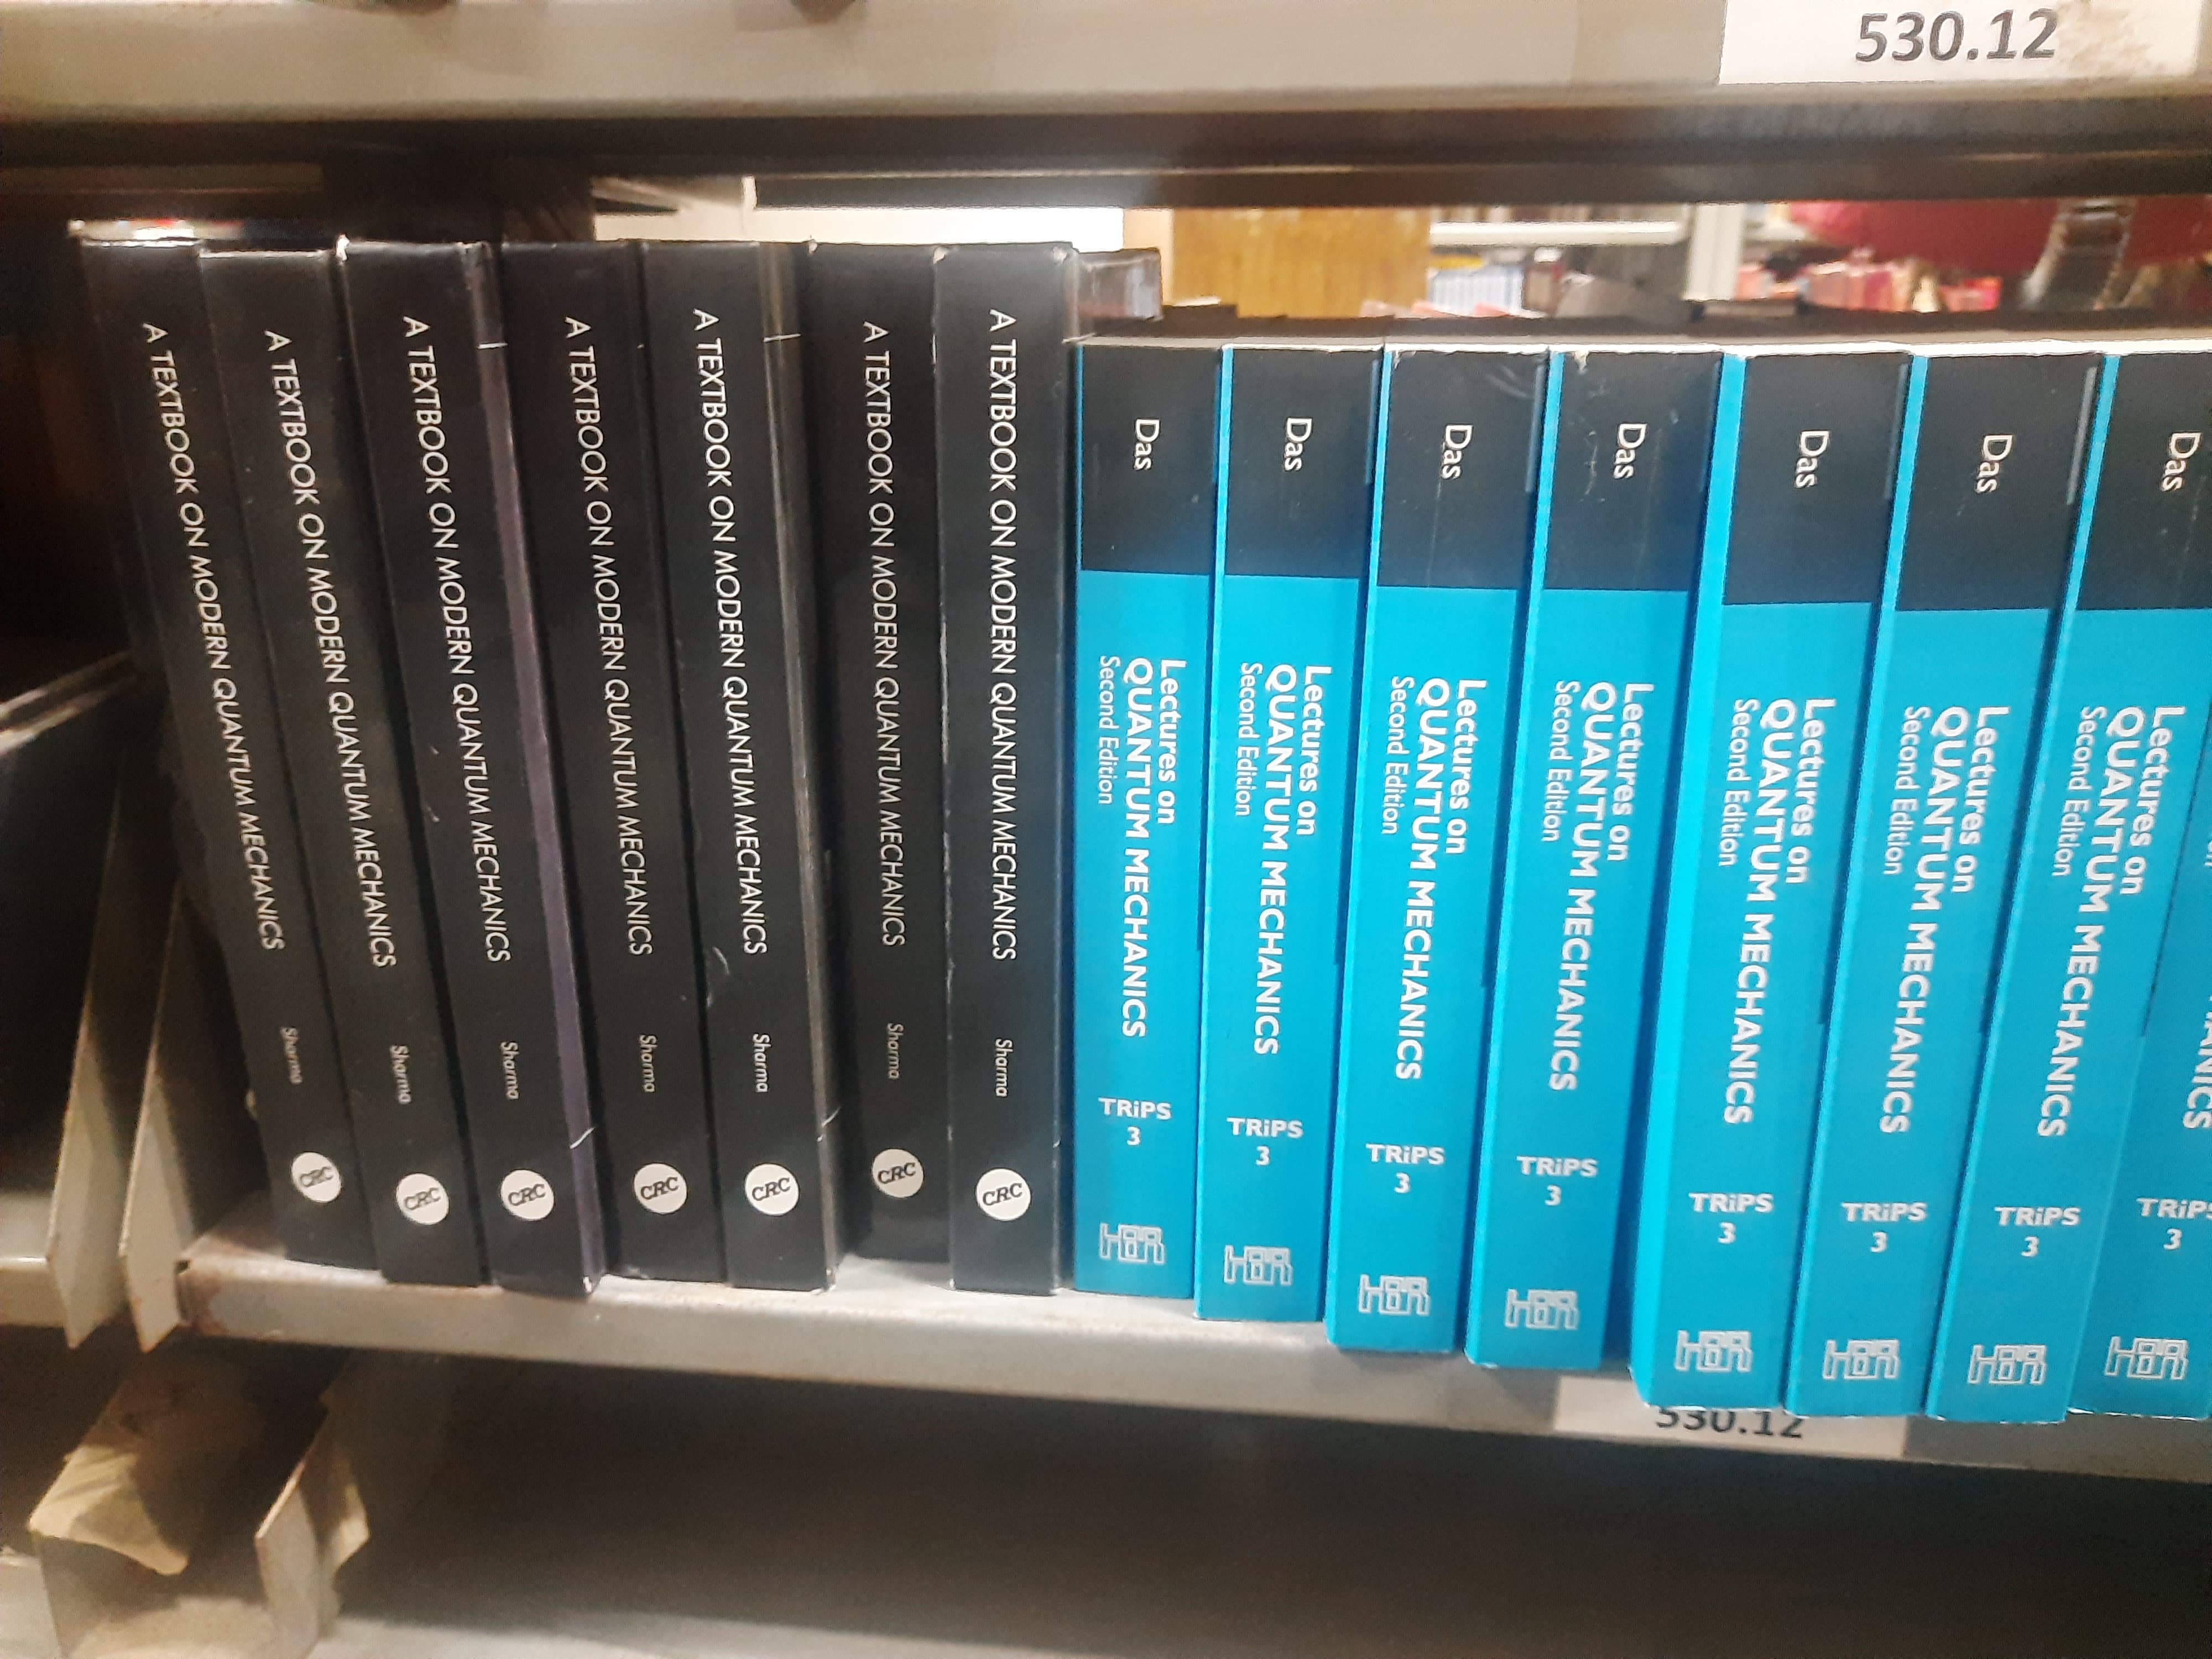 530.12
A TEXTBOOK ON MODERN QUANTUM MECHANICS
Sharma
CRC
A TEXTBOOK ON MODERN QUANTUM MECHANICS
Sharma
CRC
A TEXTBOOK ON MODERN QUANTUM MECHANICS
Sharma
CRC
A TEXTBOOK ON MODERN QUANTUM MECHANICS
Sharma
CRC
A TEXTBOOK ON MODERN QUANTUM MECHANICS
Sharma
CRC
A TEXTBOOK ON MODERN QUANTUM MECHANICS
Sharma
CRC
A TEXTBOOK ON MODERN QUANTUM MECHANICS
Sharma
CRC
Das
Lectures on
QUANTUM MECHANICS
Second Edition
TRiPS
3
Das
Lectures on
QUANTUM MECHANICS
Second Edition
TRiPS
3
Das
Lectures on
QUANTUM MECHANICS
Second Edition
TRiPS
3
Das
Lectures on
QUANTUM MECHANICS
Second Edition
TRiPS
3
Das
Lectures on
QUANTUM MECHANICS
Second Edition
TRiPS
3
Das
Lectures on
QUANTUM MECHANICS
Second Edition
TRiPS
3
Das
Lectures on
QUANTUM MECHANICS
Second Edition
TRiPS
3
3
530.12